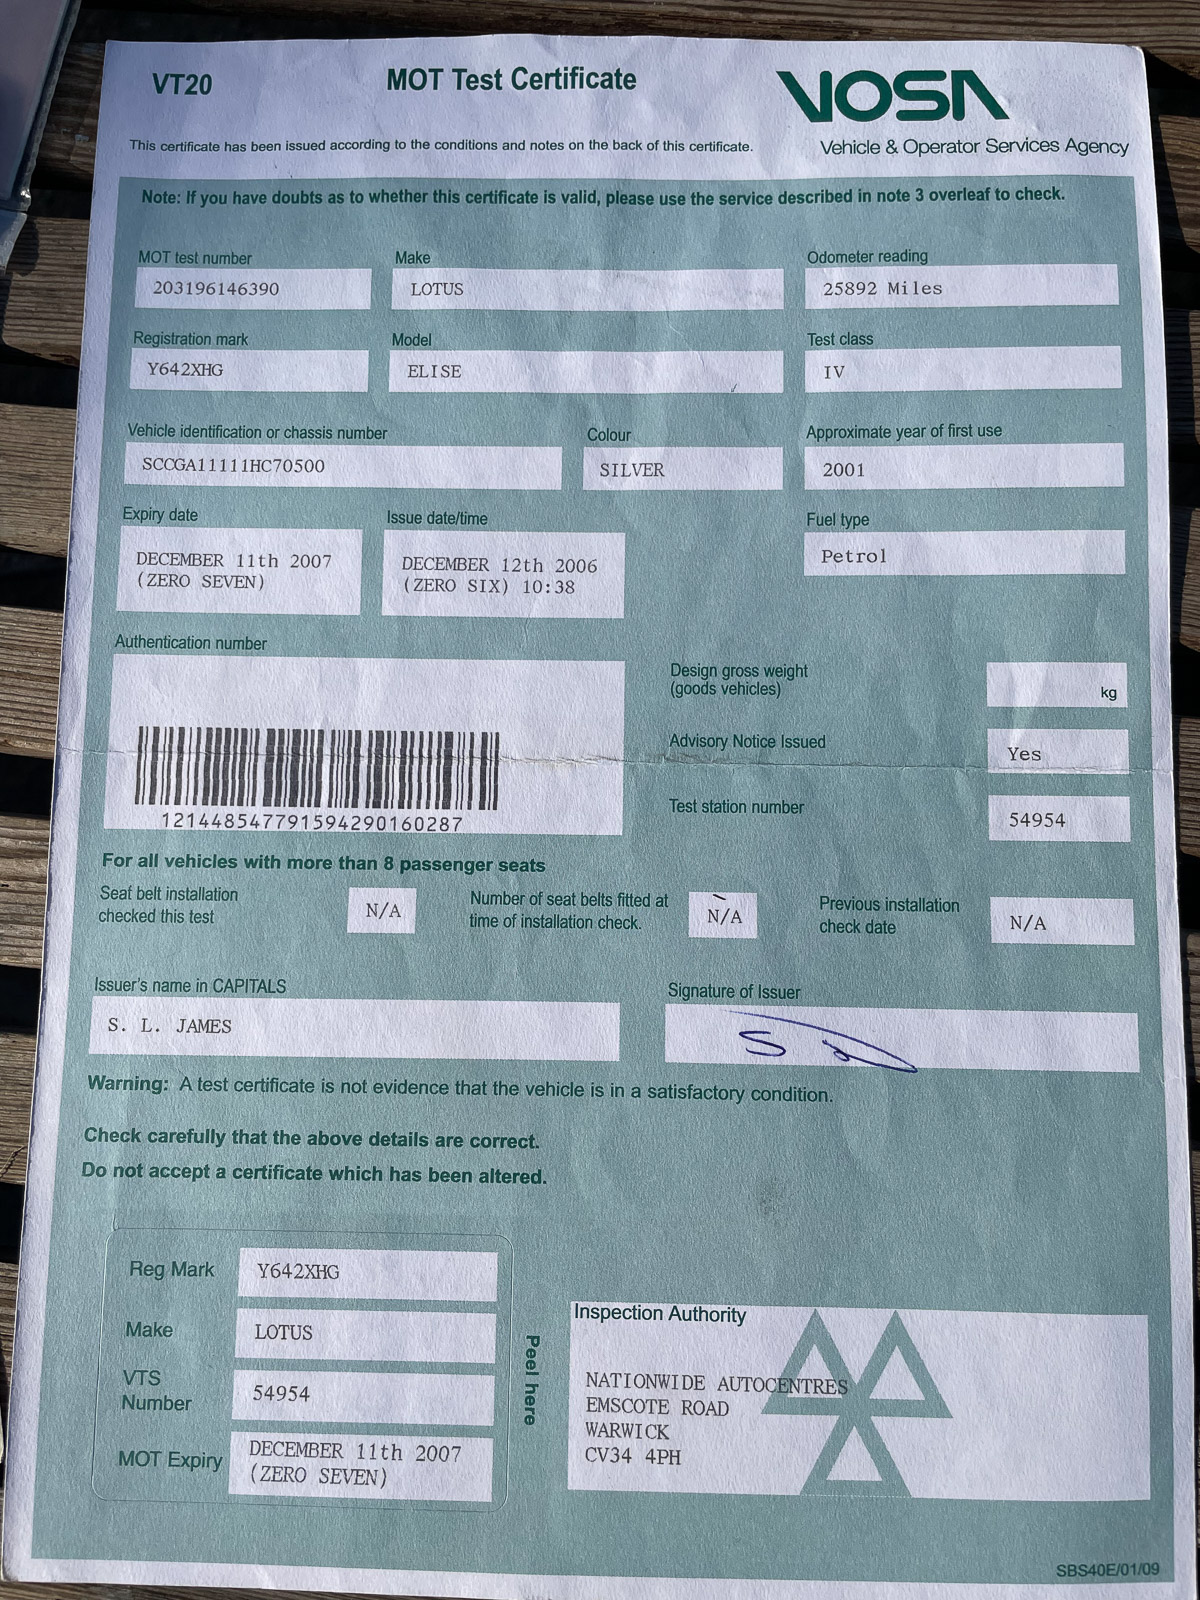 VT20
MOT Test Certificate
VOSA
This certificate has been issued according to the conditions and notes on the back of this certificate.
Vehicle & Operator Services Agency
Note: If you have doubts as to whether this certificate is valid, please use the service described in note 3 overleaf to check.
MOT test number
Make
Odometer reading
203196146390
LOTUS
25892 Miles
Registration mark
Model
Test class
Y642XHG
ELISE
IV
Vehicle identification or chassis number
Colour
Approximate year of first use
SCCGA11111HC70500
SILVER
2001
Expiry date
Issue date/time
Fuel type
DECEMBER 11th 2007
(ZERO SEVEN)
DECEMBER 12th 2006
(ZERO SIX) 10:38
Petrol
Authentication number
Design gross weight
(goods vehicles)
kg
Advisory Notice Issued
Yes
Test station number
54954
121448547791594290160287
For all vehicles with more than 8 passenger seats
Seat belt installation
checked this test
N/A
Number of seat belts fitted at
time of installation check.
N/A
Previous installation
check date
N/A
Issuer's name in CAPITALS
Signature of Issuer
S. L. JAMES
Warning: A test certificate is not evidence that the vehicle is in a satisfactory condition.
Check carefully that the above details are correct.
Do not accept a certificate which has been altered.
Reg Mark
Y642XHG
Make
LOTUS
VTS
Number
54954
MOT Expiry
DECEMBER 11th 2007
(ZERO SEVEN)
Peel here
Inspection Authority
NATIONWIDE AUTOCENTRES
EMSCOTE ROAD
WARWICK
CV34 4PH
SBS40E/01/09